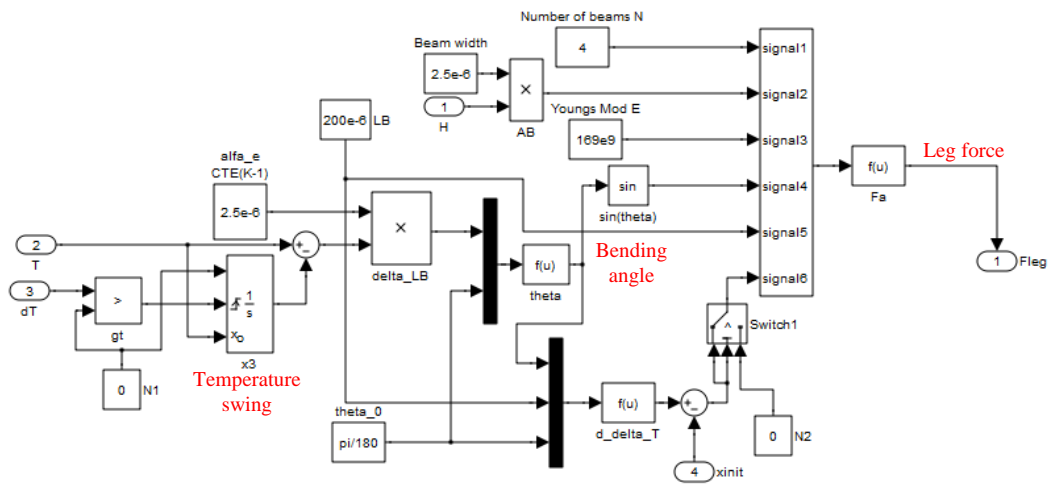 Number of beams N
4
Beam width
2.5e-6
1
H
×
AB
Youngs Mod E
169e9
200e-6
LB
alfa_e
CTE(K-1)
2.5e-6
×
delta_LB
sin
sin(theta)
f(u)
theta
Bending
angle
signal1
signal2
signal3
signal4
signal5
signal6
f(u)
Fa
Leg force
1
Fleg
2
T
3
dT
>
gt
0
N1
+
−
1
s
xo
x3
Temperature
swing
theta_0
pi/180
f(u)
d_delta_T
+
−
4
xinit
Switch1
0
N2